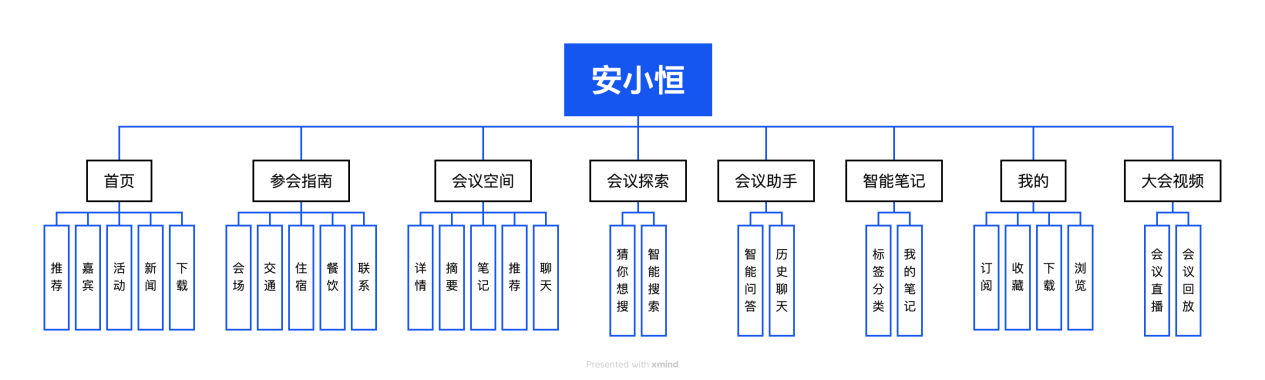 安小恒
首页
参会指南
会议空间
会议探索
会议助手
智能笔记
我的
大会视频
推荐
嘉宾
活动
新闻
下载
会场
交通
住宿
餐饮
联系
详情
摘要
笔记
推荐
聊天
猜你想搜
智能搜索
智能问答
历史聊天
标签分类
我的笔记
订阅
收藏
下载
浏览
会议直播
会议回放
Presented with xmind